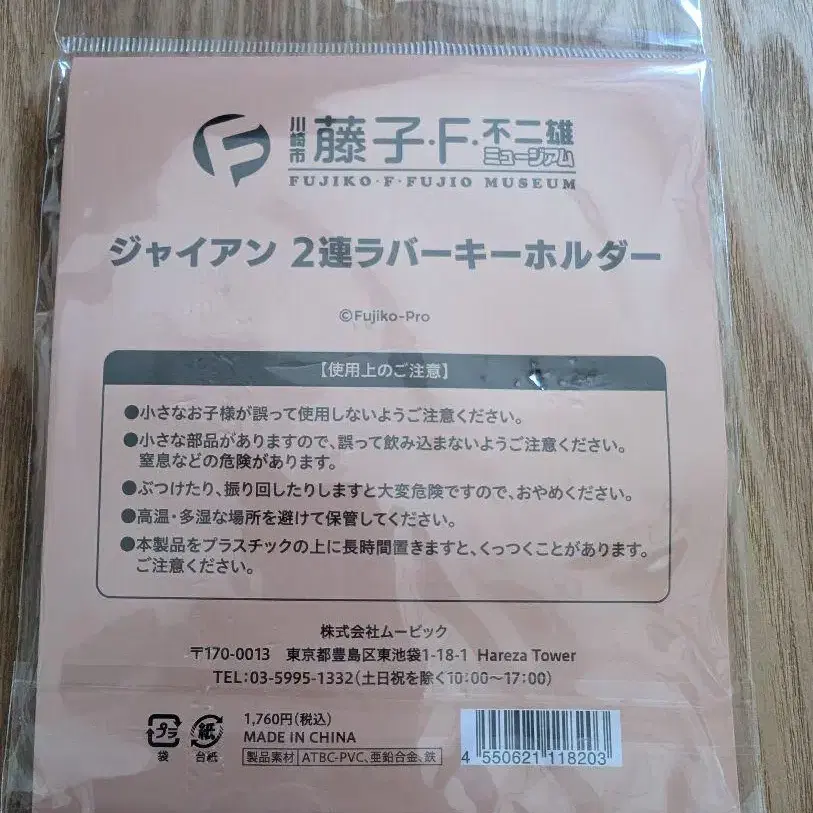 川崎市 藤子・F・不二雄
ミュージアム
FUJIKO・F・FUJIO MUSEUM
ジャイアン 2連ラバーキーホルダー
©Fujiko-Pro
【使用上のご注意】
●小さなお子様が誤って使用しないようご注意ください。
●小さな部品がありますので、誤って飲み込まないようご注意ください。
窒息などの危険があります。
●ぶつけたり、振り回したりしますと大変危険ですので、おやめください。
●高温・多湿な場所を避けて保管してください。
●本製品をプラスチックの上に長時間置きますと、くっつくことがあります。
ご注意ください。
株式会社ムービック
〒170-0013 東京都豊島区東池袋1-18-1 Hareza Tower
TEL:03-5995-1332(土日祝を除く10:00~17:00)
プラ 袋
紙 台紙
1,760円(税込)
MADE IN CHINA
製品素材 ATBC-PVC、亜鉛合金、鉄
4 550621 118203